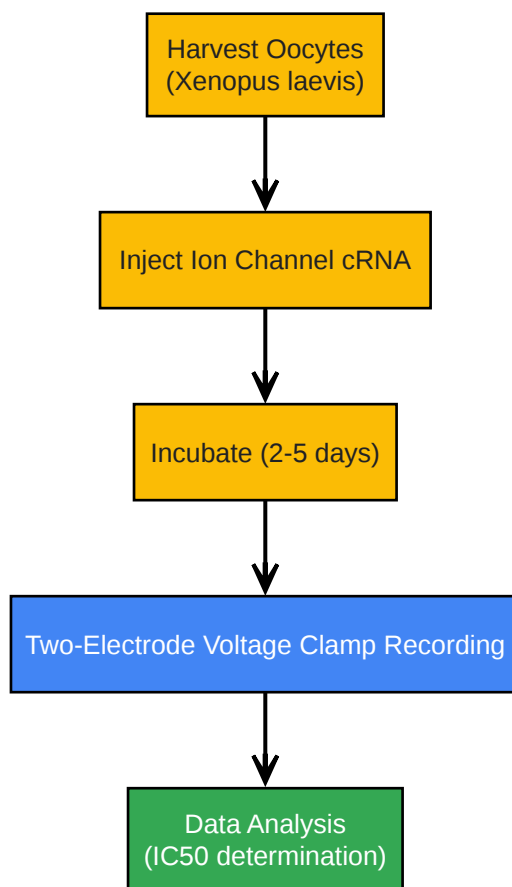 Harvest Oocytes
(Xenopus laevis)
Inject Ion Channel cRNA
Incubate (2-5 days)
Two-Electrode Voltage Clamp Recording
Data Analysis
(IC50 determination)